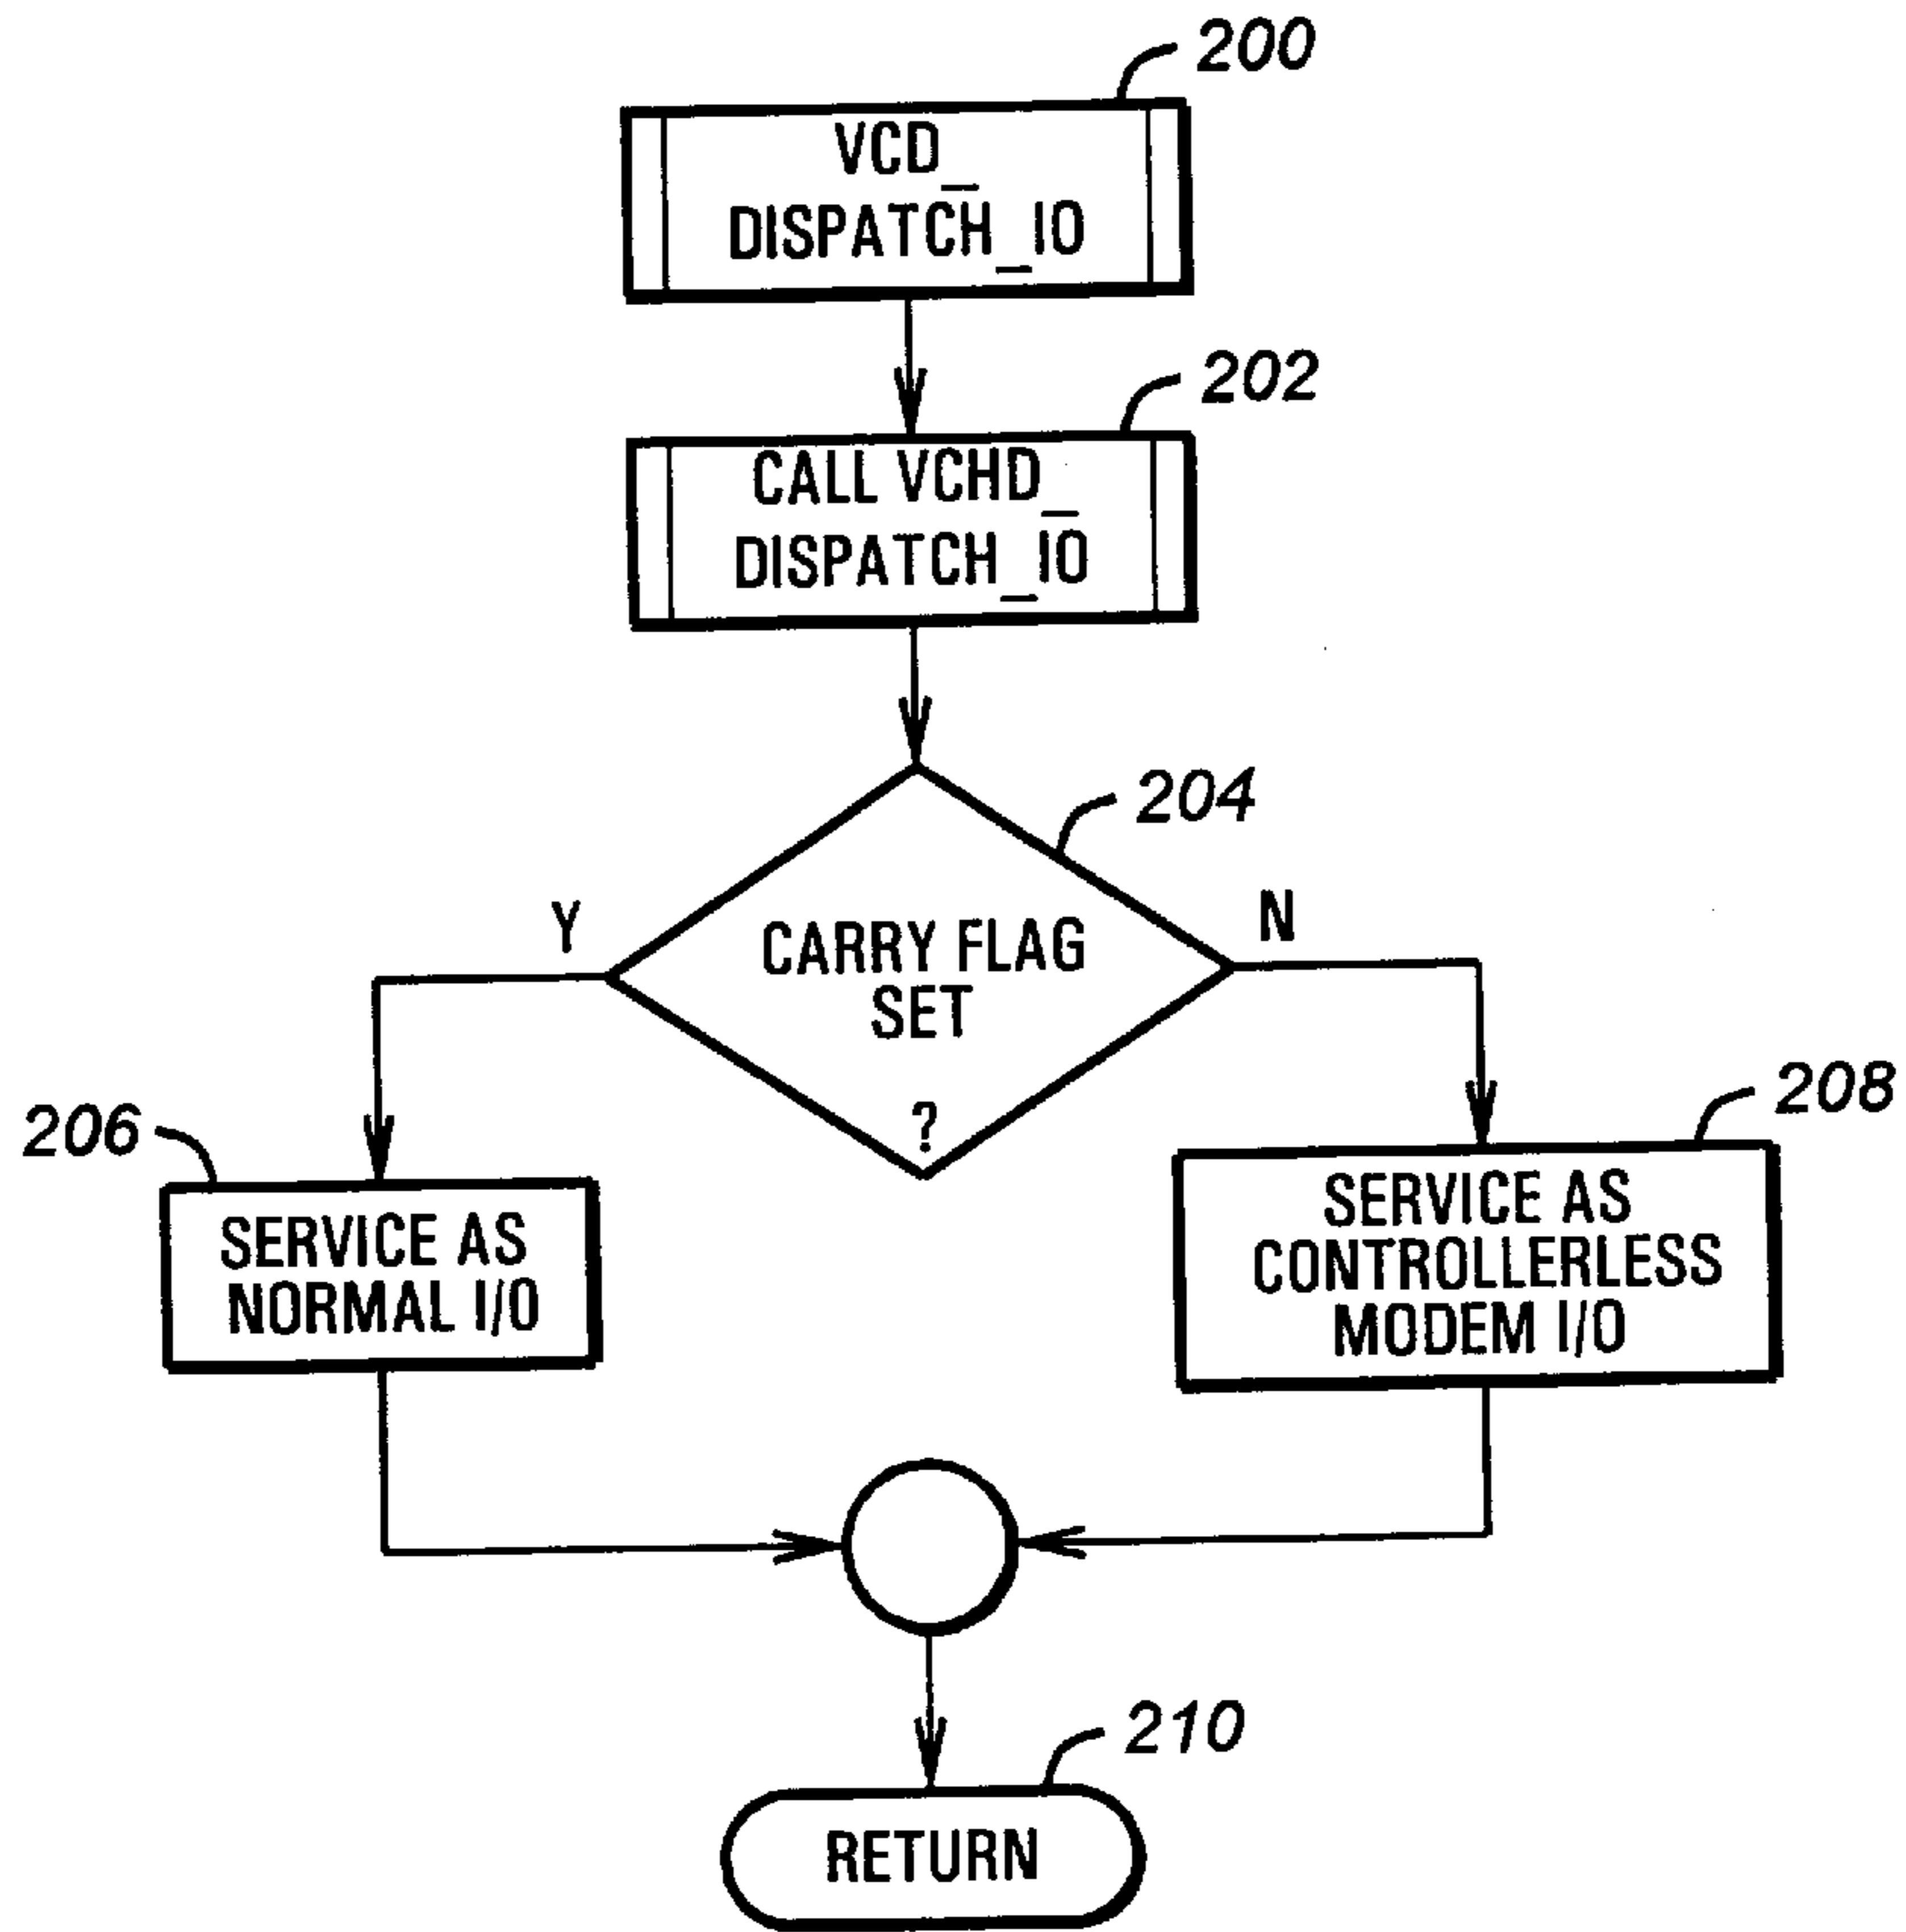 200
VCD_
DISPATCH_IO
202
CALL VCHD_
DISPATCH_IO
204
Y
N
CARRY FLAG
SET
?
206
208
SERVICE AS
NORMAL I/O
SERVICE AS
CONTROLLERLESS
MODEM I/O
210
RETURN